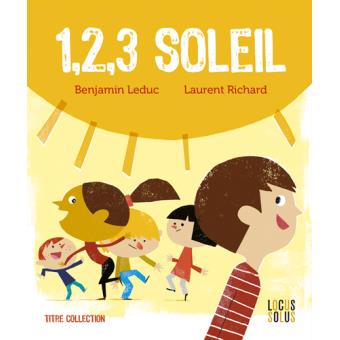 1,2,3 SOLEIL
Benjamin Leduc Laurent Richard
TITRE COLLECTION
LOCUS
SOLUS